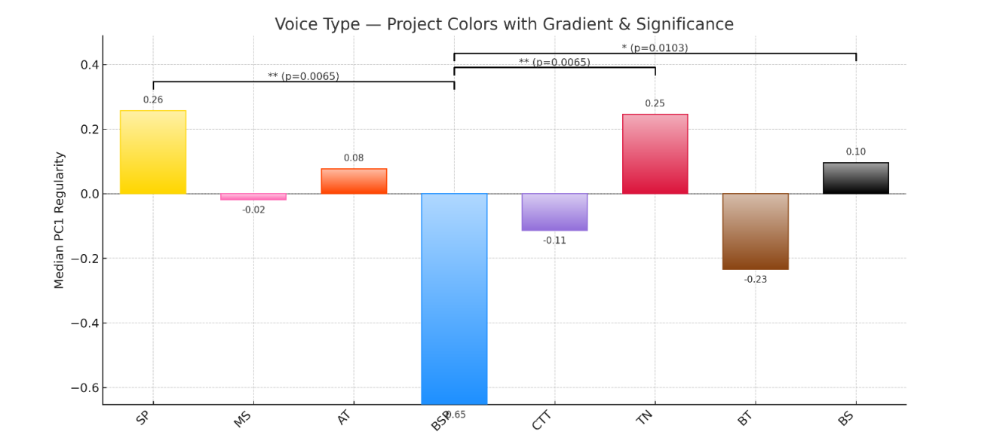 Voice Type — Project Colors with Gradient & Significance
* (p=0.0103)
** (p=0.0065)
** (p=0.0065)
0.4
0.2
0.0
−0.2
−0.4
−0.6
Median PC1 Regularity
0.26
-0.02
0.08
0.65
-0.11
0.25
-0.23
0.10
SP
MS
AT
BSP
CTT
TN
BT
BS